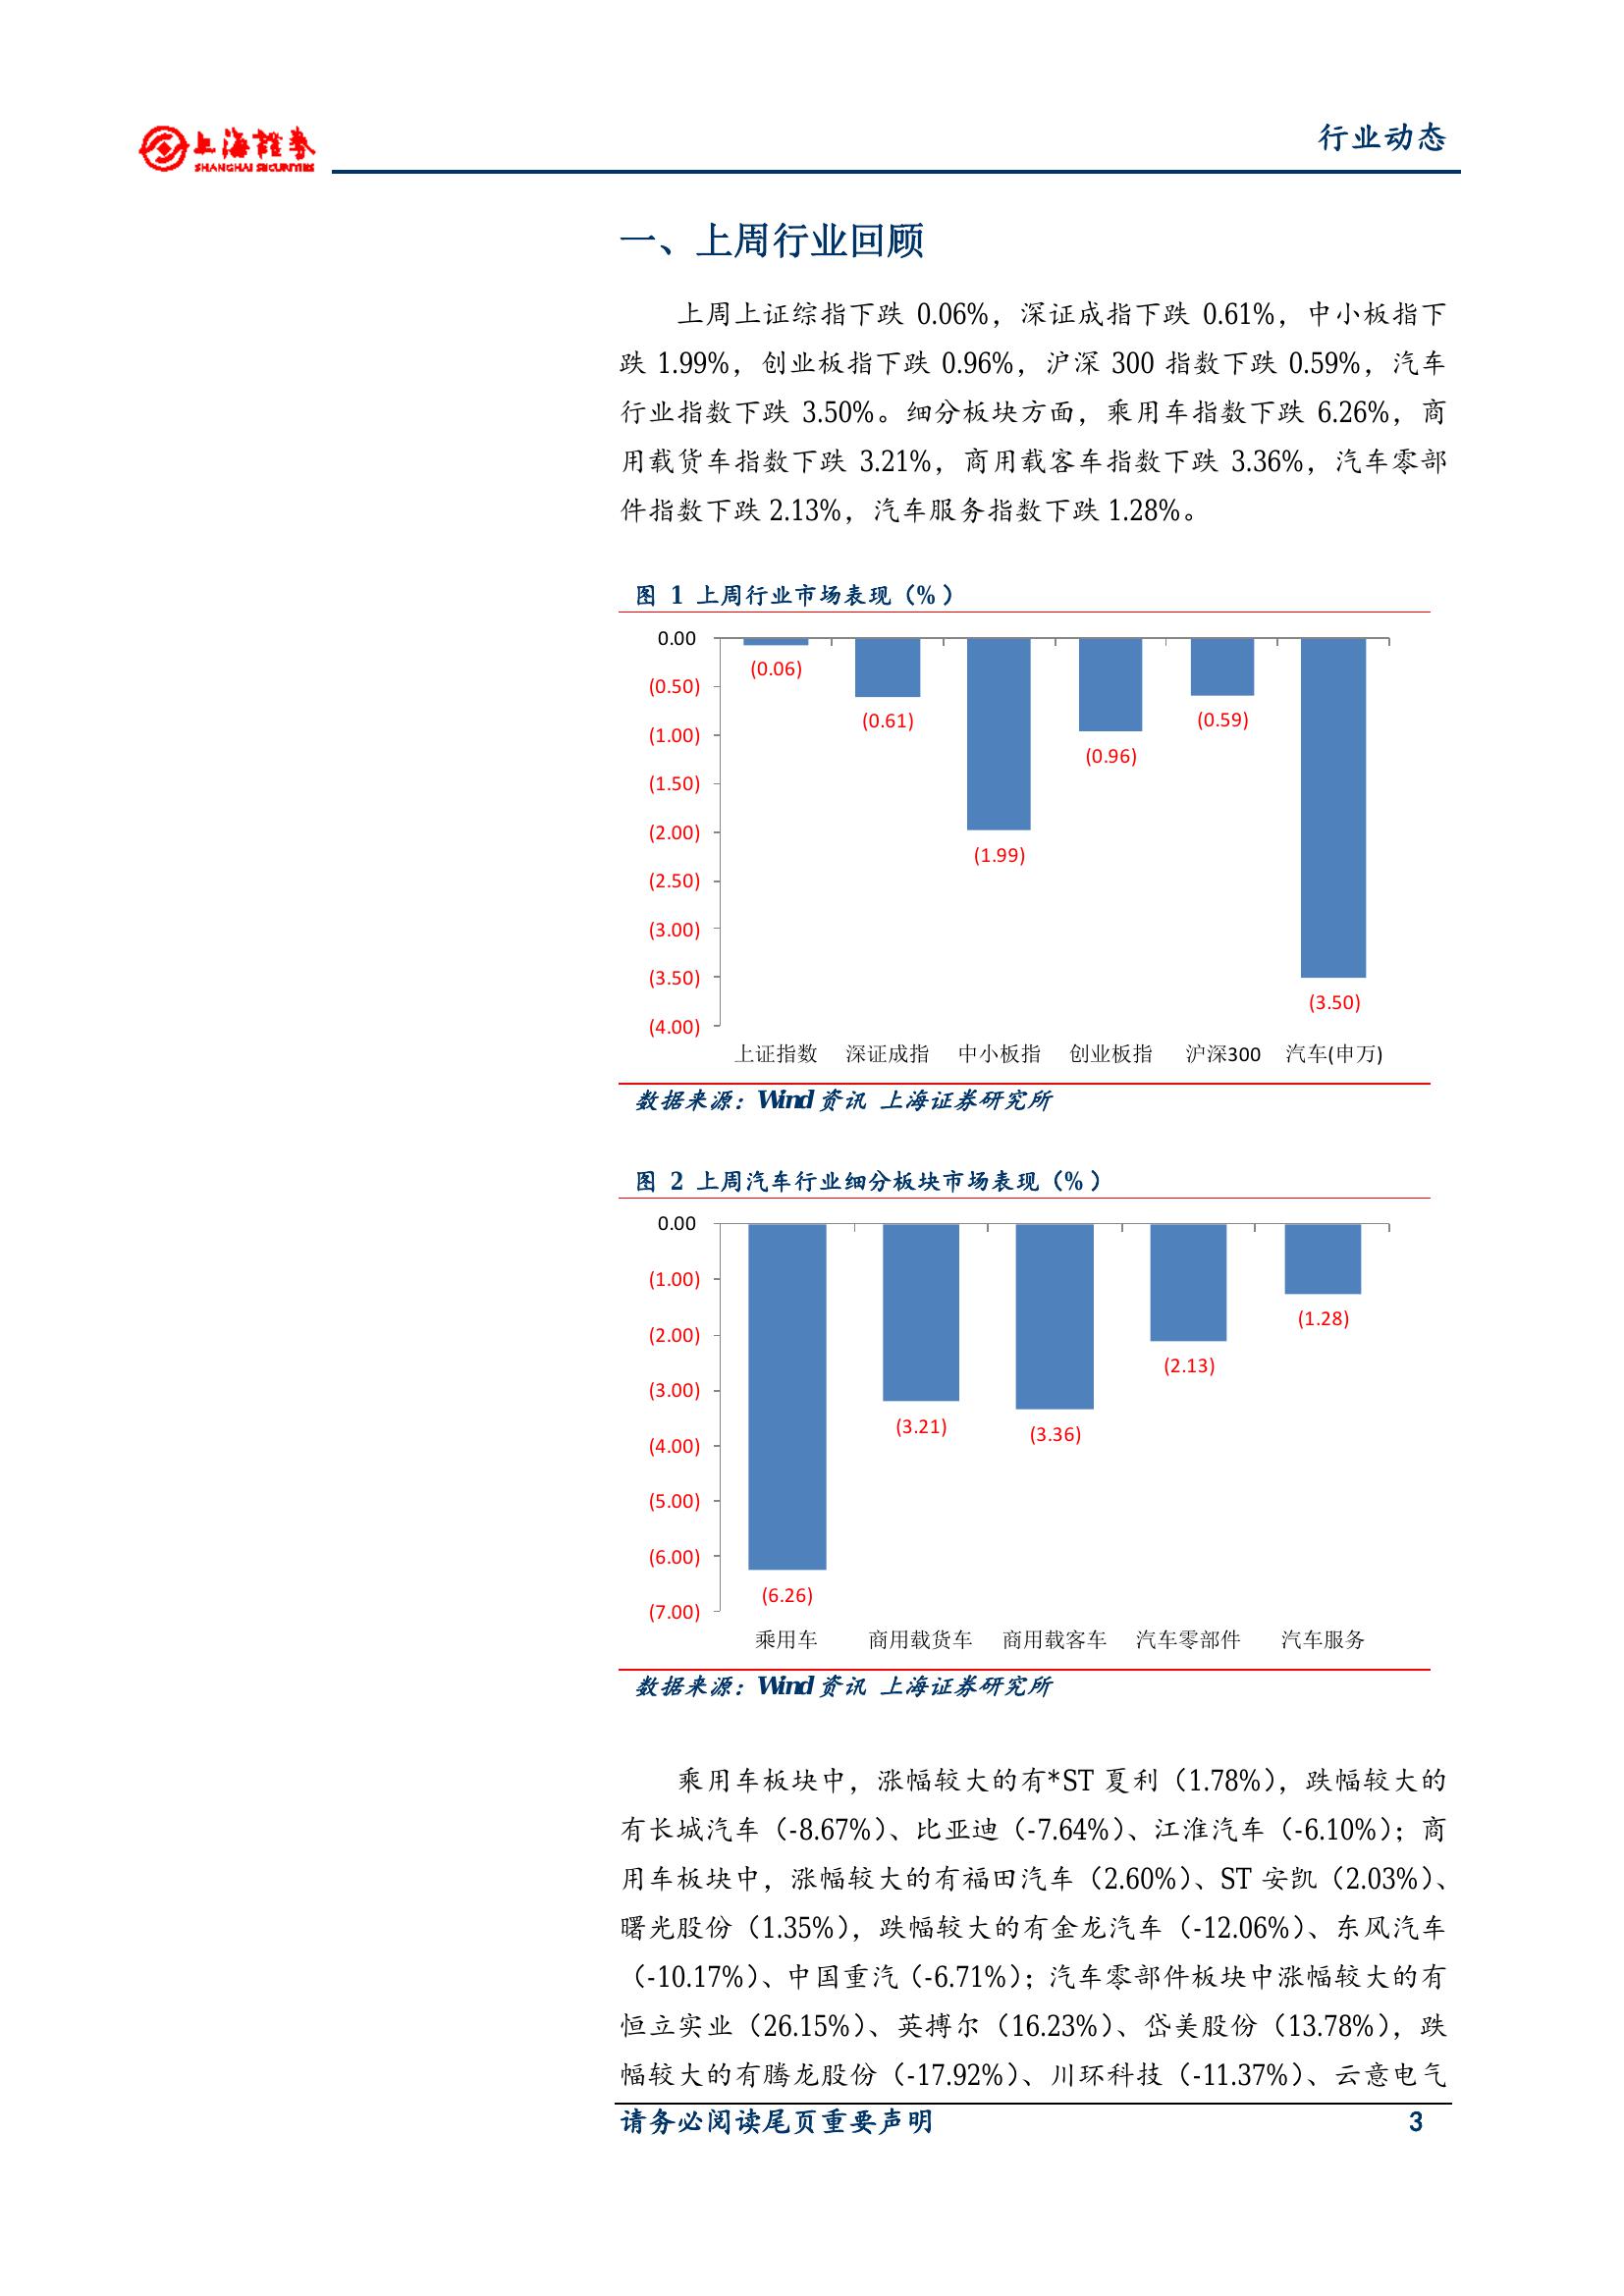 上海證券
SHANGHAI SECURITIES
行业动态
一、上周行业回顾
上周上证综指下跌 0.06%，深证成指下跌 0.61%，中小板指下
跌 1.99%，创业板指下跌 0.96%，沪深 300 指数下跌 0.59%，汽车
行业指数下跌 3.50%。细分板块方面，乘用车指数下跌 6.26%，商
用载货车指数下跌 3.21%，商用载客车指数下跌 3.36%，汽车零部
件指数下跌 2.13%，汽车服务指数下跌 1.28%。
图 1 上周行业市场表现（%）
0.00
(0.50)
(1.00)
(1.50)
(2.00)
(2.50)
(3.00)
(3.50)
(4.00)
(0.06)
(0.61)
(1.99)
(0.96)
(0.59)
(3.50)
上证指数 深证成指 中小板指 创业板指 沪深300 汽车(申万)
数据来源：Wind 资讯 上海证券研究所
图 2 上周汽车行业细分板块市场表现（%）
0.00
(1.00)
(2.00)
(3.00)
(4.00)
(5.00)
(6.00)
(7.00)
(6.26)
(3.21)
(3.36)
(2.13)
(1.28)
乘用车 商用载货车 商用载客车 汽车零部件 汽车服务
数据来源：Wind 资讯 上海证券研究所
乘用车板块中，涨幅较大的有*ST 夏利（1.78%），跌幅较大的
有长城汽车（-8.67%）、比亚迪（-7.64%）、江淮汽车（-6.10%）；商
用车板块中，涨幅较大的有福田汽车（2.60%）、ST 安凯（2.03%）、
曙光股份（1.35%），跌幅较大的有金龙汽车（-12.06%）、东风汽车
（-10.17%）、中国重汽（-6.71%）；汽车零部件板块中涨幅较大的有
恒立实业（26.15%）、英搏尔（16.23%）、岱美股份（13.78%），跌
幅较大的有腾龙股份（-17.92%）、川环科技（-11.37%）、云意电气
请务必阅读尾页重要声明 3